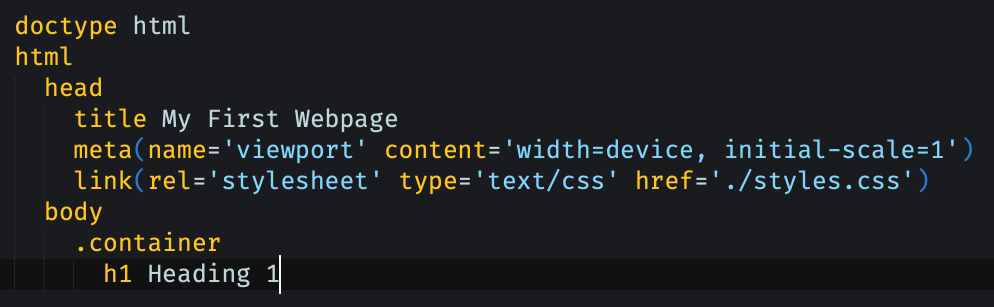 doctype html
html
  head
    title My First Webpage
    meta(name='viewport' content='width=device, initial-scale=1')
    link(rel='stylesheet' type='text/css' href='./styles.css')
  body
    .container
      h1 Heading 1